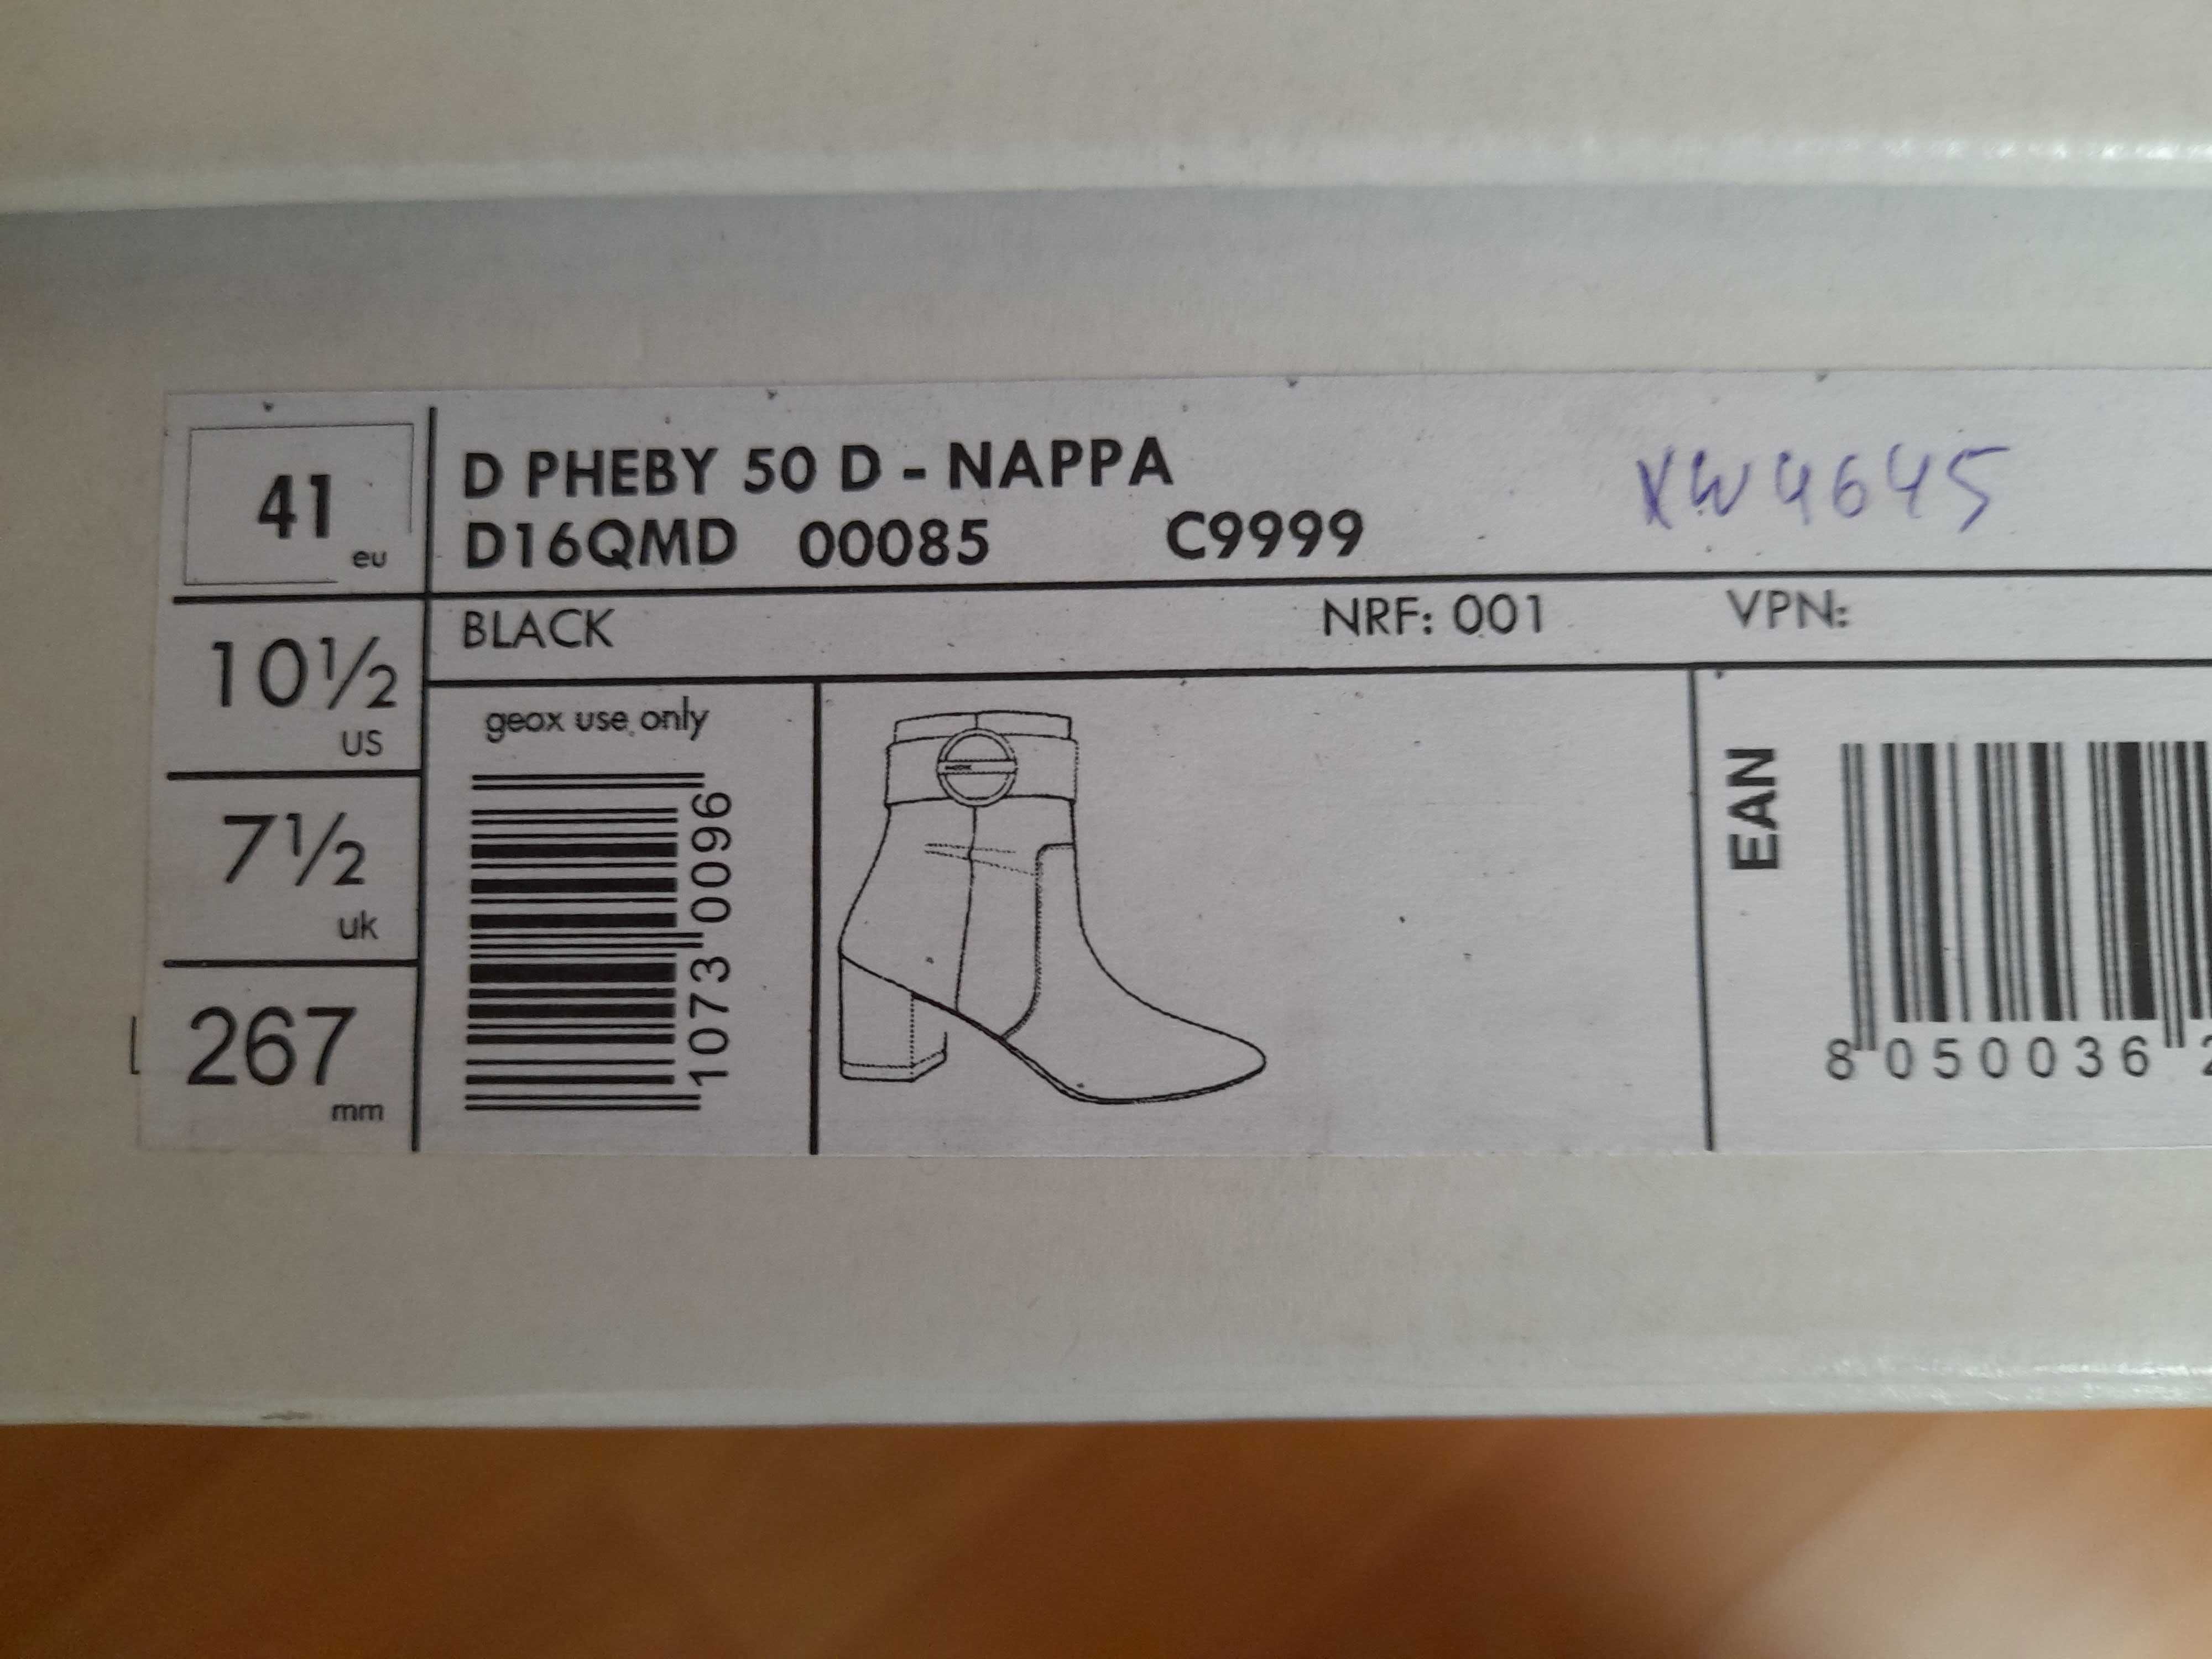 41 eu
10½ US
7½ uk
267 mm
D PHEBY 50 D - NAPPA
D16QMD 00085 C9999
XW4645
BLACK NRF: 001 VPN:
geox use only
1073 0096
EAN
8 050036